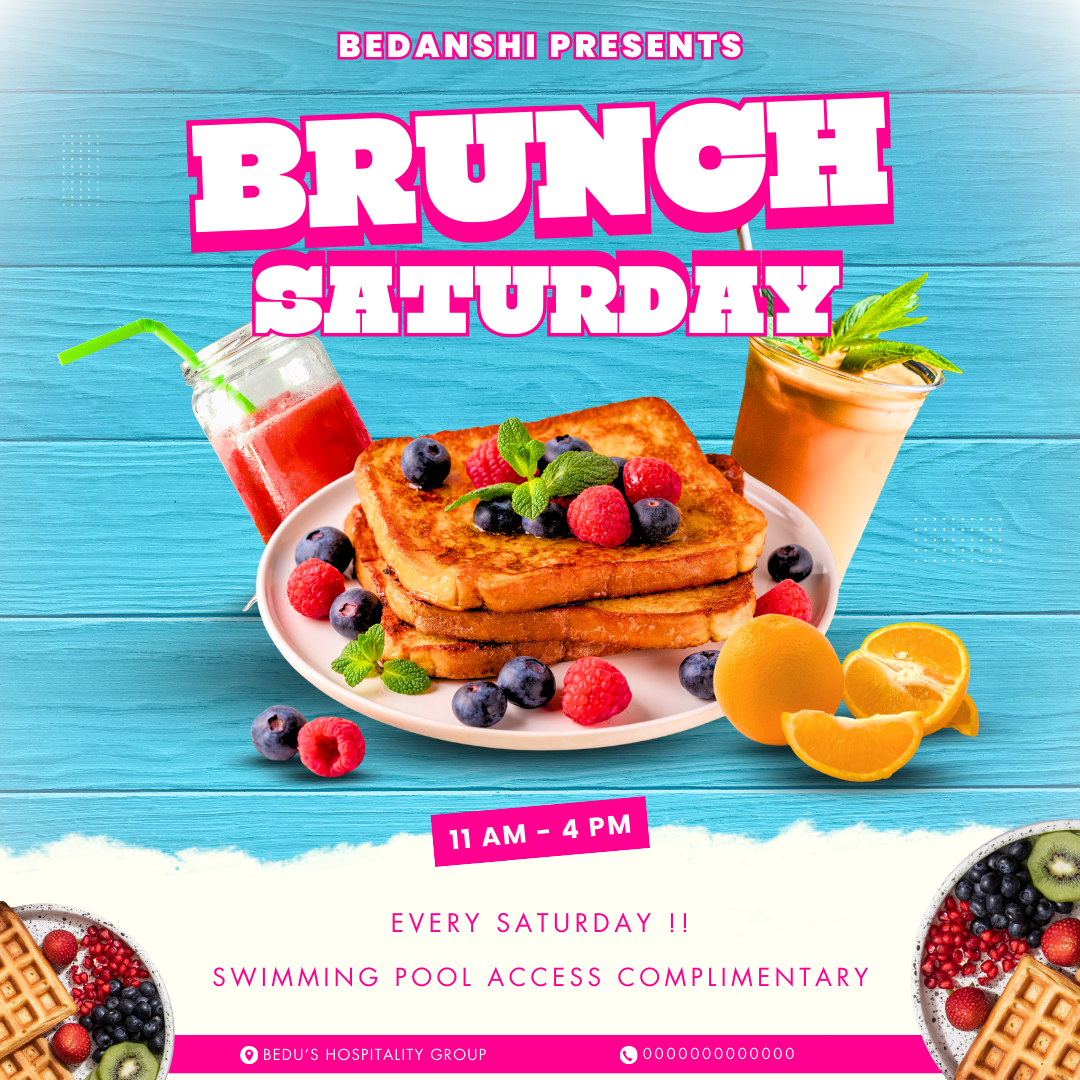 BEDANSHI PRESENTS
BRUNCH
SATURDAY
11 AM - 4 PM
EVERY SATURDAY !!
SWIMMING POOL ACCESS COMPLIMENTARY
BEDU'S HOSPITALITY GROUP
0000000000000